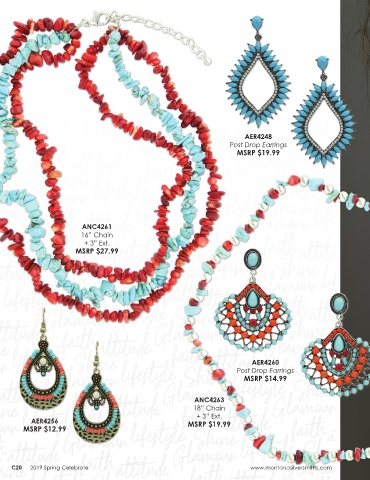 AER4248
Post Drop Earrings
MSRP $19.99
ANC4261
16" Chain
+ 3" Ext.
MSRP $27.99
AER4260
Post Drop Earrings
MSRP $14.99
ANC4263
18" Chain
+ 3" Ext.
MSRP $19.99
AER4256
MSRP $12.99
C20 2019 Spring Celebrate
www.montanasilversmiths.com